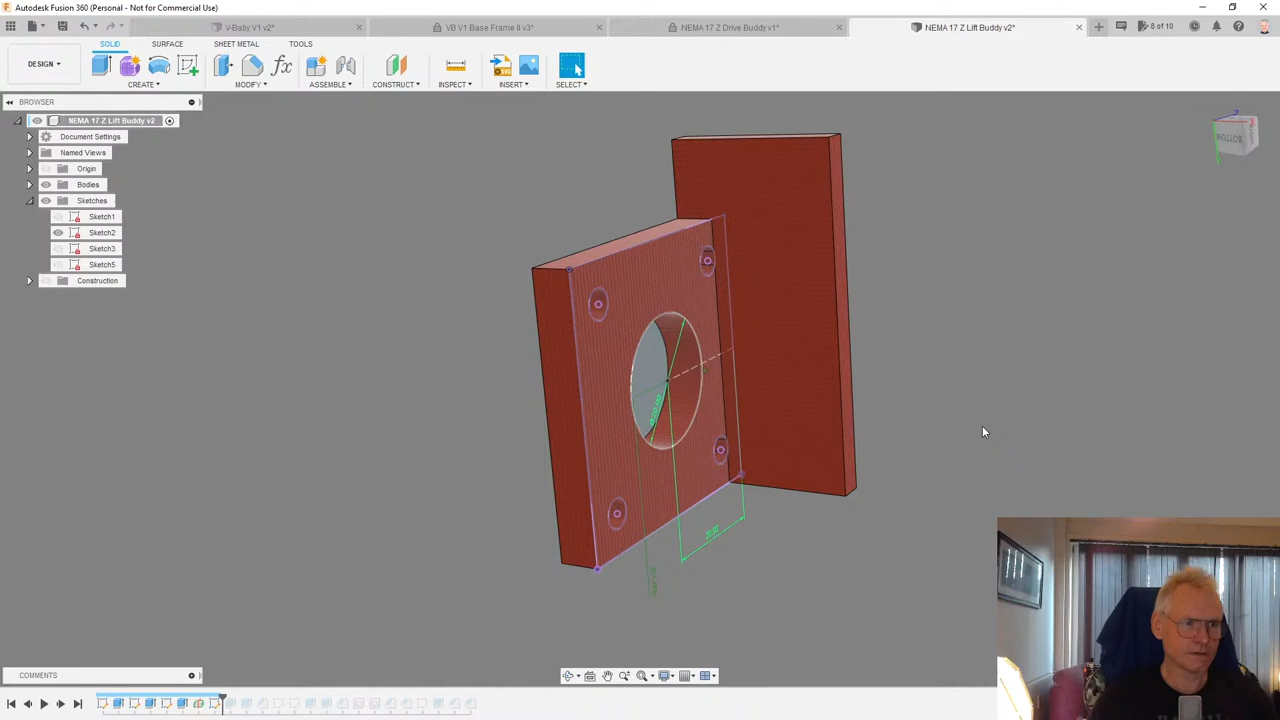 Autodesk Fusion 360 (Personal - Not for Commercial Use)
V-Baby V1 v2*
VB V1 Base Frame II v3*
NEMA 17 Z Drive Buddy v1*
NEMA 17 Z Lift Buddy v2*
8 of 10
SOLID
SURFACE
SHEET METAL
TOOLS
DESIGN
CREATE
MODIFY
ASSEMBLE
CONSTRUCT
INSPECT
INSERT
SELECT
BROWSER
NEMA 17 Z Lift Buddy v2
Document Settings
Named Views
Origin
Bodies
Sketches
Sketch1
Sketch2
Sketch3
Sketch5
Construction
BOTTOM
COMMENTS